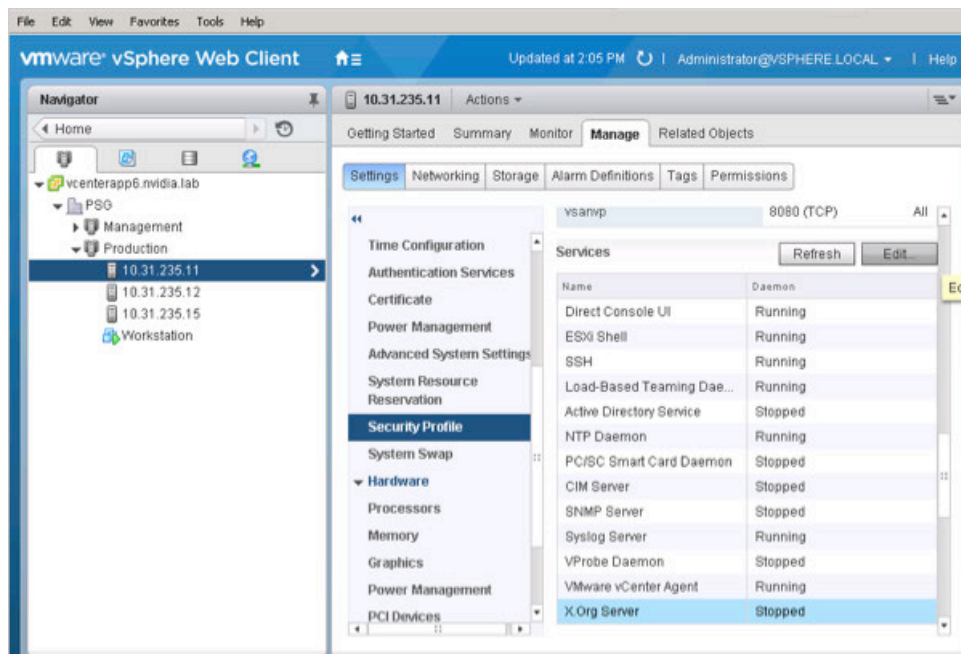 File Edit View Favorites Tools Help
vmware® vSphere Web Client Updated at 2:05 PM | Administrator@VSPHERE.LOCAL | Help
Navigator
Home
vcenterapp6.nvidia.lab
PSG
Management
Production
10.31.235.11
10.31.235.12
10.31.235.15
Workstation
10.31.235.11 Actions
Getting Started Summary Monitor Manage Related Objects
Settings Networking Storage Alarm Definitions Tags Permissions
Time Configuration
Authentication Services
Certificate
Power Management
Advanced System Settings
System Resource
Reservation
Security Profile
System Swap
Hardware
Processors
Memory
Graphics
Power Management
PCI Devices
vsanvp 8080 (TCP) All
Services Refresh Edit...
Name Daemon
Direct Console UI Running
ESXi Shell Running
SSH Running
Load-Based Teaming Dae... Running
Active Directory Service Stopped
NTP Daemon Running
PC/SC Smart Card Daemon Stopped
CIM Server Stopped
SNMP Server Stopped
Syslog Server Running
VProbe Daemon Stopped
VMware vCenter Agent Running
X.Org Server Stopped